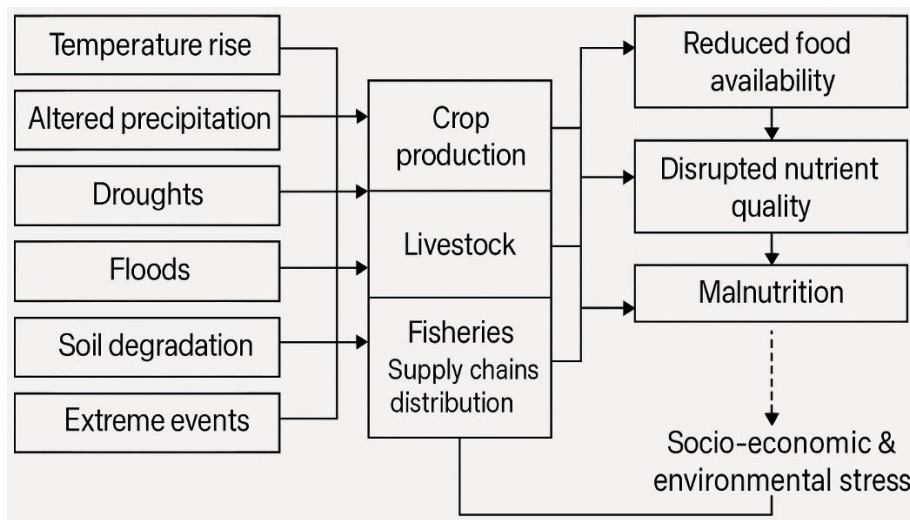 Temperature rise
Altered precipitation
Droughts
Floods
Soil degradation
Extreme events
Crop
production
Livestock
Fisheries
Supply chains
distribution
Reduced food
availability
Disrupted nutrient
quality
Malnutrition
Socio-economic &
environmental stress